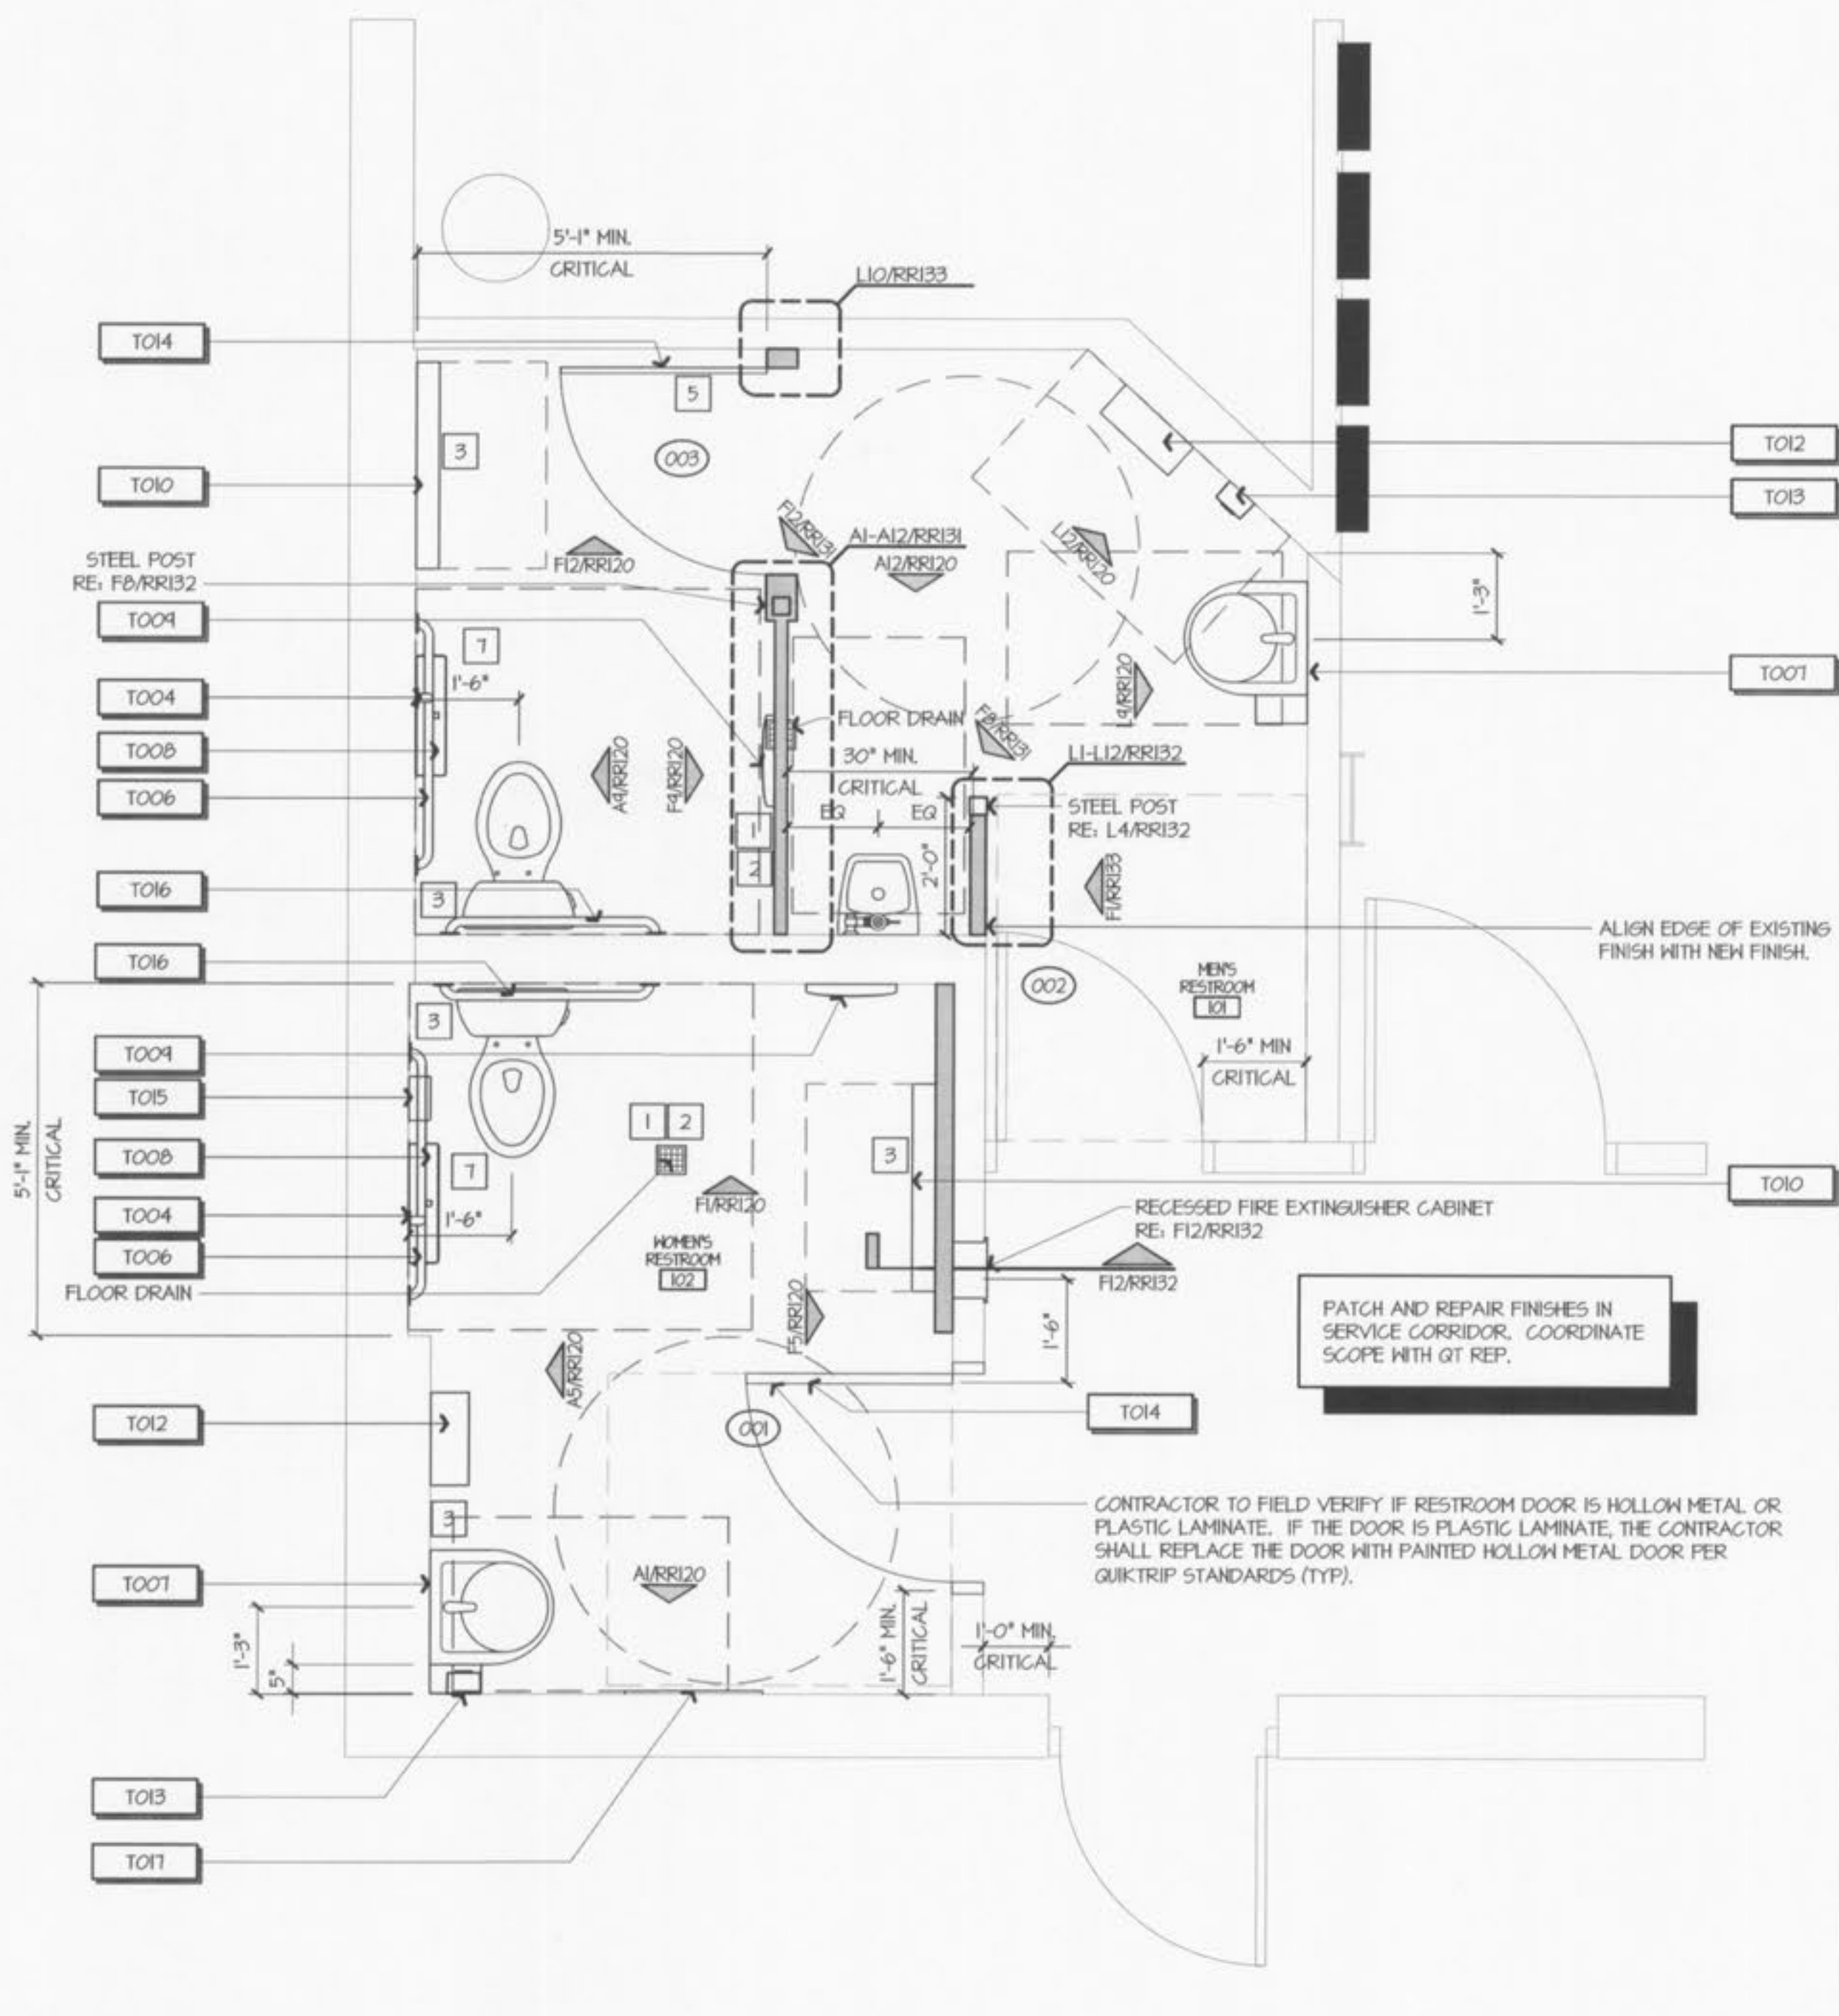 5'-1" MIN.
CRITICAL
L10/RR133
T014
5
3
003
T012
T010
T013
F12/RR131
A1-A12/RR131
L12/RR120
STEEL POST
RE: F8/RR132
F12/RR120
A12/RR120
1'-3"
T009
7
T004
1'-6"
L9/RR120
T007
FLOOR DRAIN
F8/RR131
T008
A9/RR120
F9/RR120
30" MIN.
CRITICAL
L1-L12/RR132
T006
EQ
EQ
STEEL POST
RE: L4/RR132
1
2
2'-0"
F1/RR133
T016
3
ALIGN EDGE OF EXISTING
FINISH WITH NEW FINISH.
T016
MEN'S
RESTROOM
101
002
3
T009
1'-6" MIN
CRITICAL
T015
1
2
5'-1" MIN.
CRITICAL
T008
7
3
T010
T004
1'-6"
F1/RR120
RECESSED FIRE EXTINGUISHER CABINET
RE: F12/RR132
T006
WOMEN'S
RESTROOM
102
F12/RR132
FLOOR DRAIN
F5/RR120
1'-6"
PATCH AND REPAIR FINISHES IN
SERVICE CORRIDOR. COORDINATE
SCOPE WITH QT REP.
A5/RR120
T012
001
T014
3
CONTRACTOR TO FIELD VERIFY IF RESTROOM DOOR IS HOLLOW METAL OR
PLASTIC LAMINATE. IF THE DOOR IS PLASTIC LAMINATE, THE CONTRACTOR
SHALL REPLACE THE DOOR WITH PAINTED HOLLOW METAL DOOR PER
QUIKTRIP STANDARDS (TYP).
T007
A1/RR120
1'-3"
5"
1'-6" MIN.
CRITICAL
1'-0" MIN.
CRITICAL
T013
T017